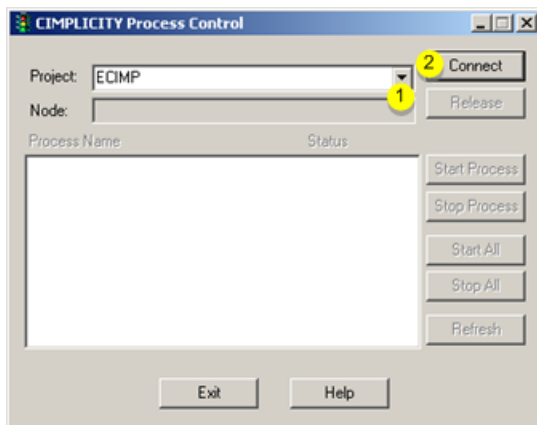 CIMPLICITY Process Control
Project: ECIMP
1
2 Connect
Node:
Release
Process Name Status
Start Process
Stop Process
Start All
Stop All
Refresh
Exit Help